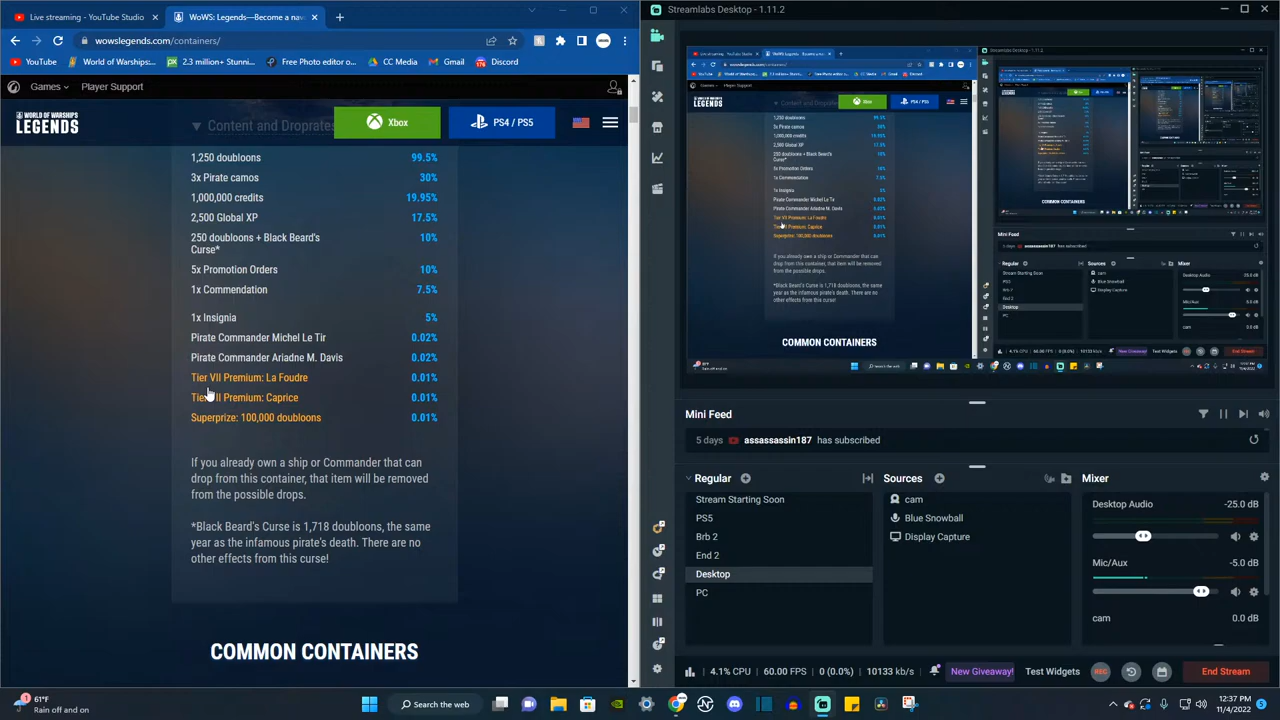 Live streaming - YouTube Studio
WoWS: Legends—Become a nav
Streamlabs Desktop - 1.11.2
wowslegends.com/containers/
YouTube
World of Warships...
2.3 million+ Stunni...
Free Photo editor o...
CC Media
Gmail
Discord
Games
Player Support
WORLD OF WARSHIPS
LEGENDS
Content and Droprates
Xbox
PS4 / PS5
1,250 doubloons 99.5%
3x Pirate camos 30%
1,000,000 credits 19.95%
2,500 Global XP 17.5%
250 doubloons + Black Beard's 10%
Curse*
5x Promotion Orders 10%
1x Commendation 7.5%
1x Insignia 5%
Pirate Commander Michel Le Tir 0.02%
Pirate Commander Ariadne M. Davis 0.02%
Tier VII Premium: La Foudre 0.01%
Tier VII Premium: Caprice 0.01%
Superprize: 100,000 doubloons 0.01%
If you already own a ship or Commander that can
drop from this container, that item will be removed
from the possible drops.
*Black Beard's Curse is 1,718 doubloons, the same
year as the infamous pirate's death. There are no
other effects from this curse!
COMMON CONTAINERS
Mini Feed
5 days assassassin187 has subscribed
Regular
Stream Starting Soon
PS5
Brb 2
End 2
Desktop
PC
Sources
cam
Blue Snowball
Display Capture
Mixer
Desktop Audio -25.0 dB
Mic/Aux -5.0 dB
cam 0.0 dB
4.1% CPU 60.00 FPS 0 (0.0%) 10133 kb/s
New Giveaway!
Test Widgets
REC
End Stream
61°F
Rain off and on
Search the web
12:37 PM
11/4/2022